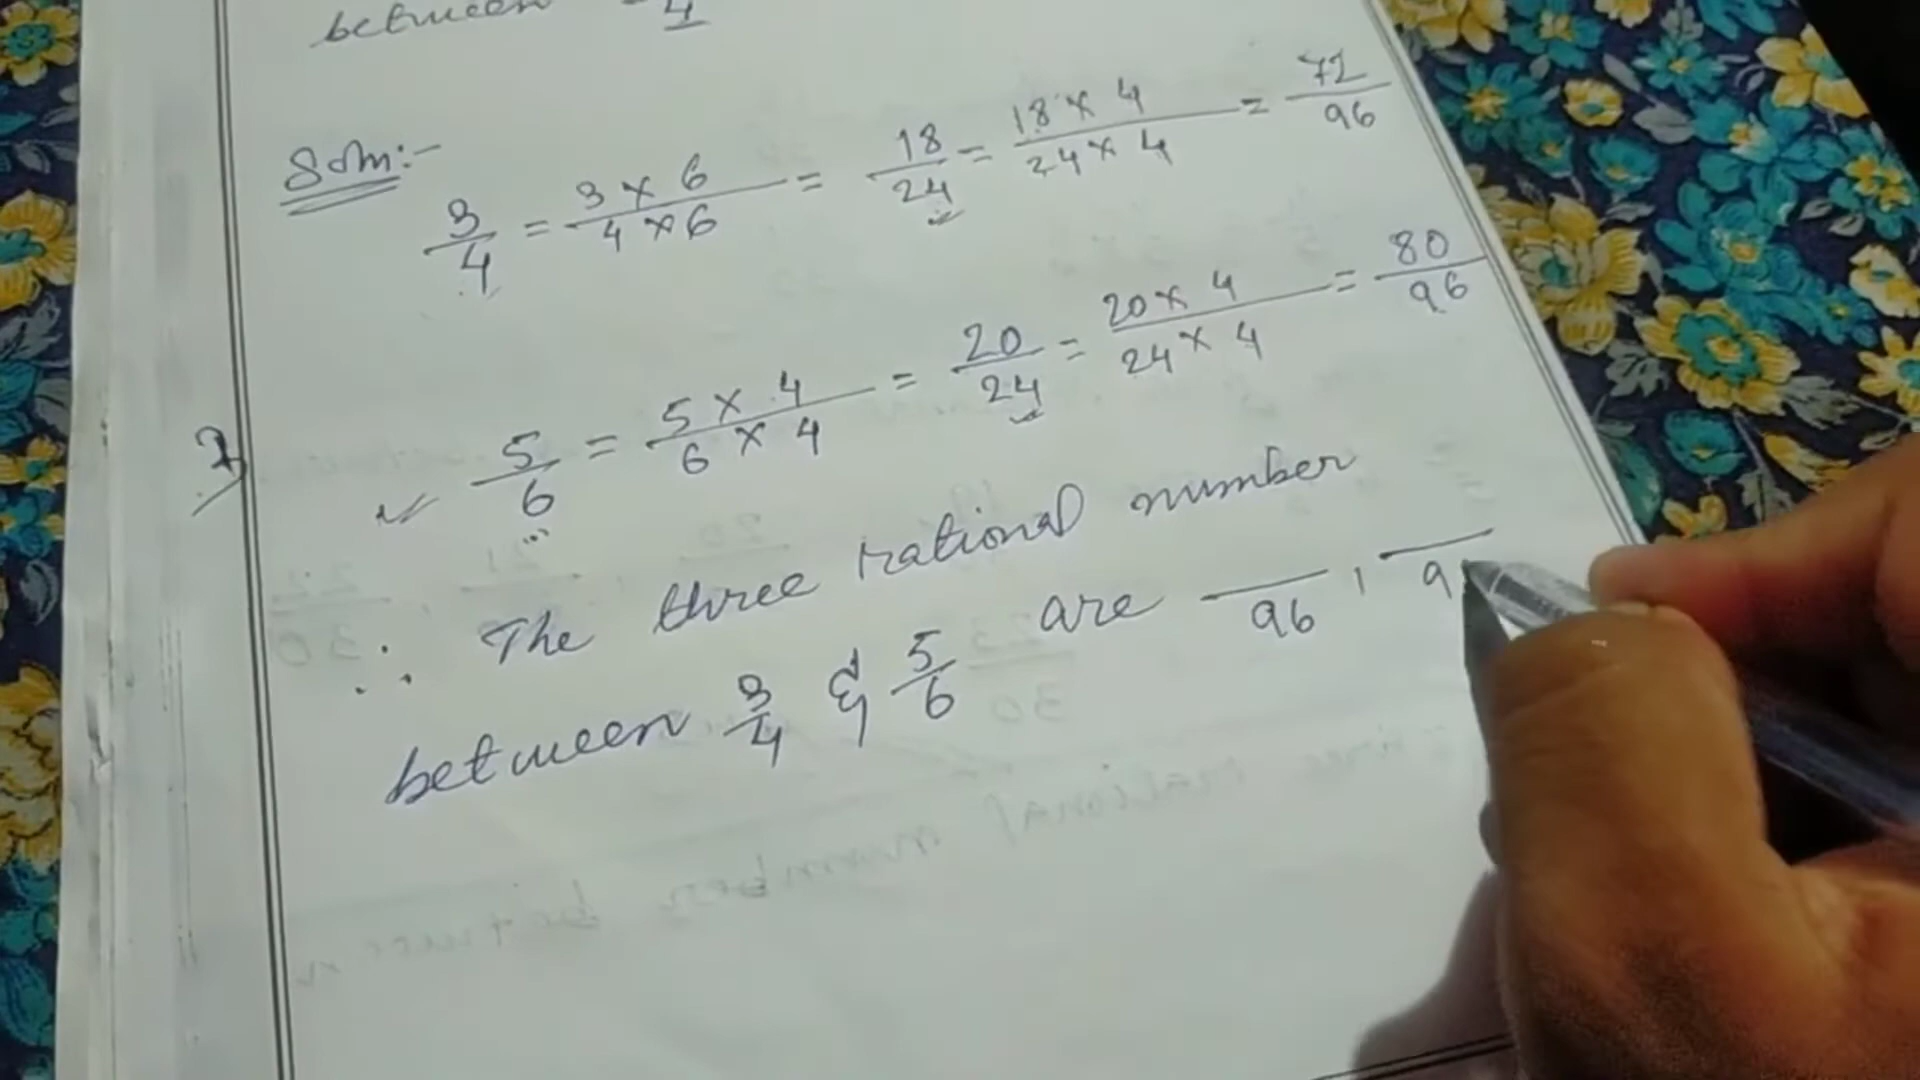 between 4
Soln:-
3/4 = 3 x 6 / 4 x 6 = 18/24 = 18 x 4 / 24 x 4 = 72/96
5/6 = 5 x 4 / 6 x 4 = 20/24 = 20 x 4 / 24 x 4 = 80/96
∴ The three rational number
between 3/4 & 5/6 are /96 , /9